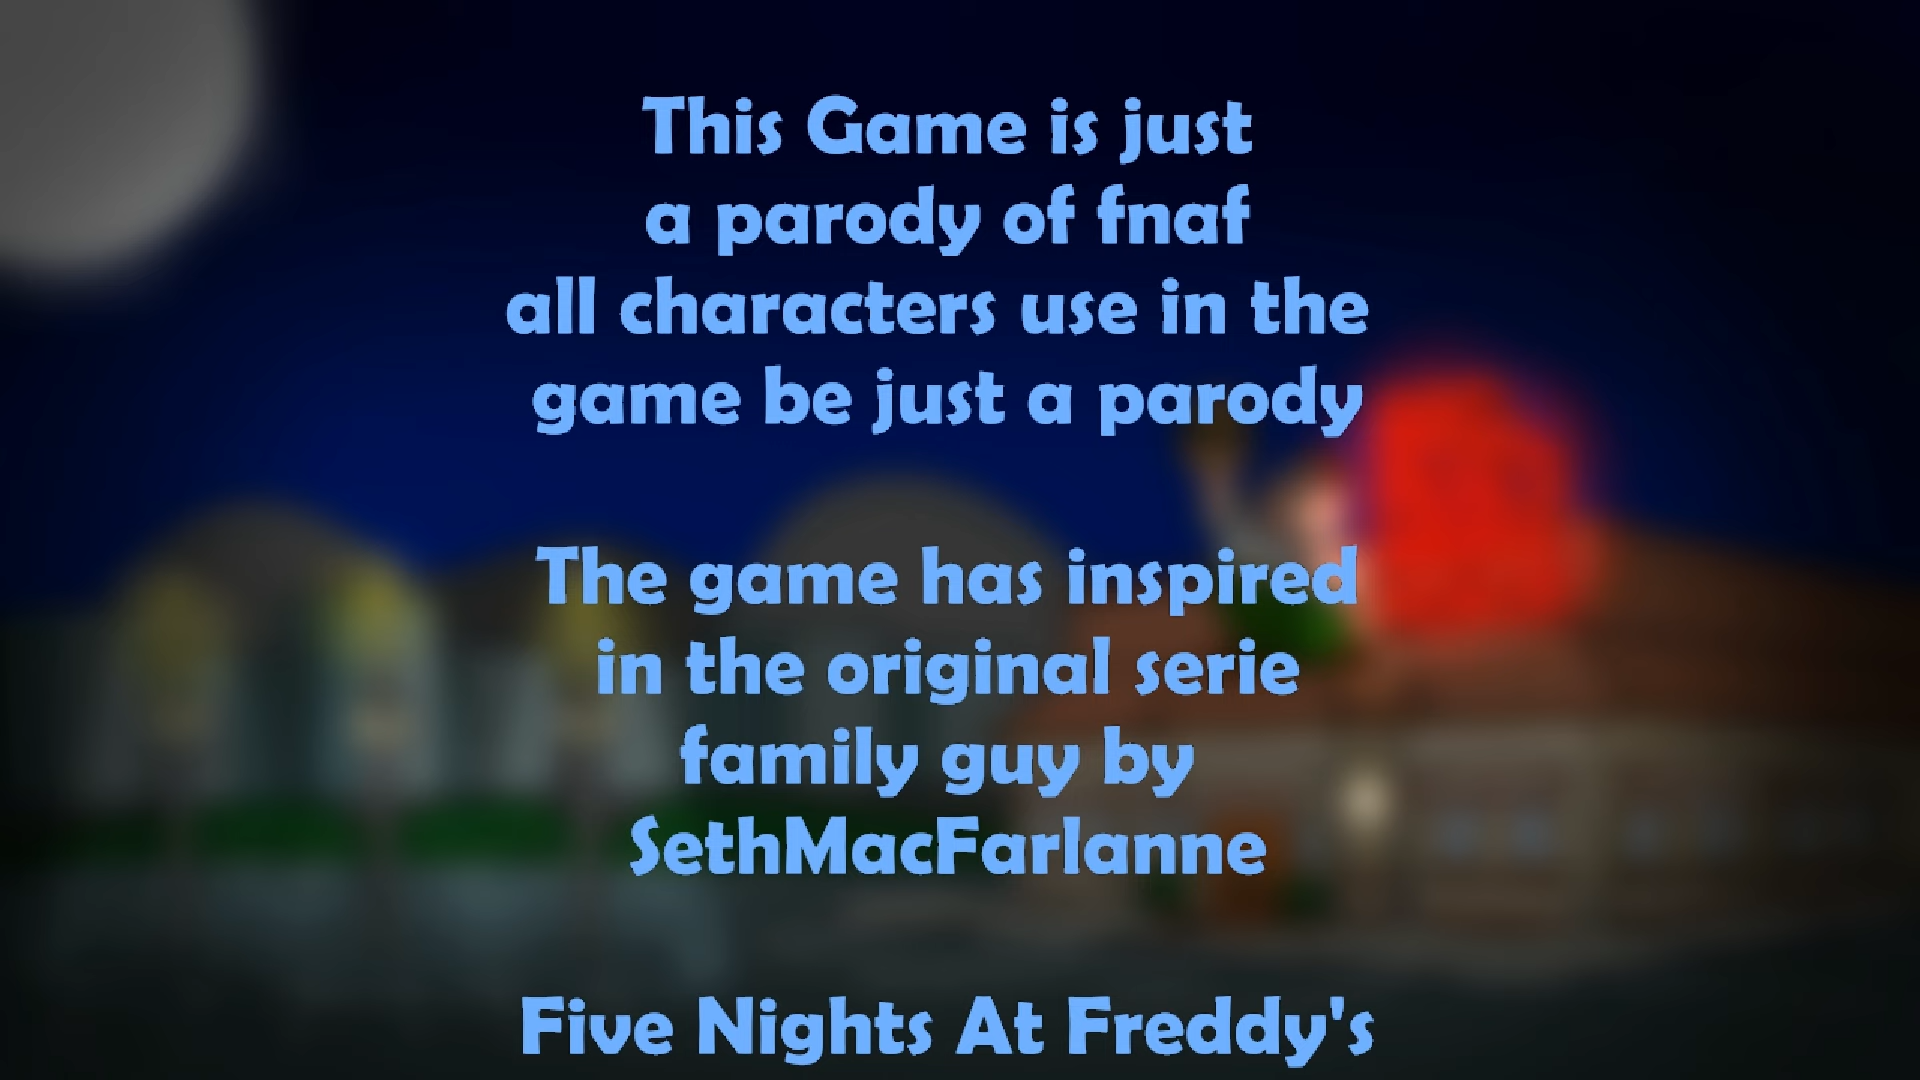 This Game is just
a parody of fnaf
all characters use in the
game be just a parody
The game has inspired
in the original serie
family guy by
SethMacFarlanne
Five Nights At Freddy's